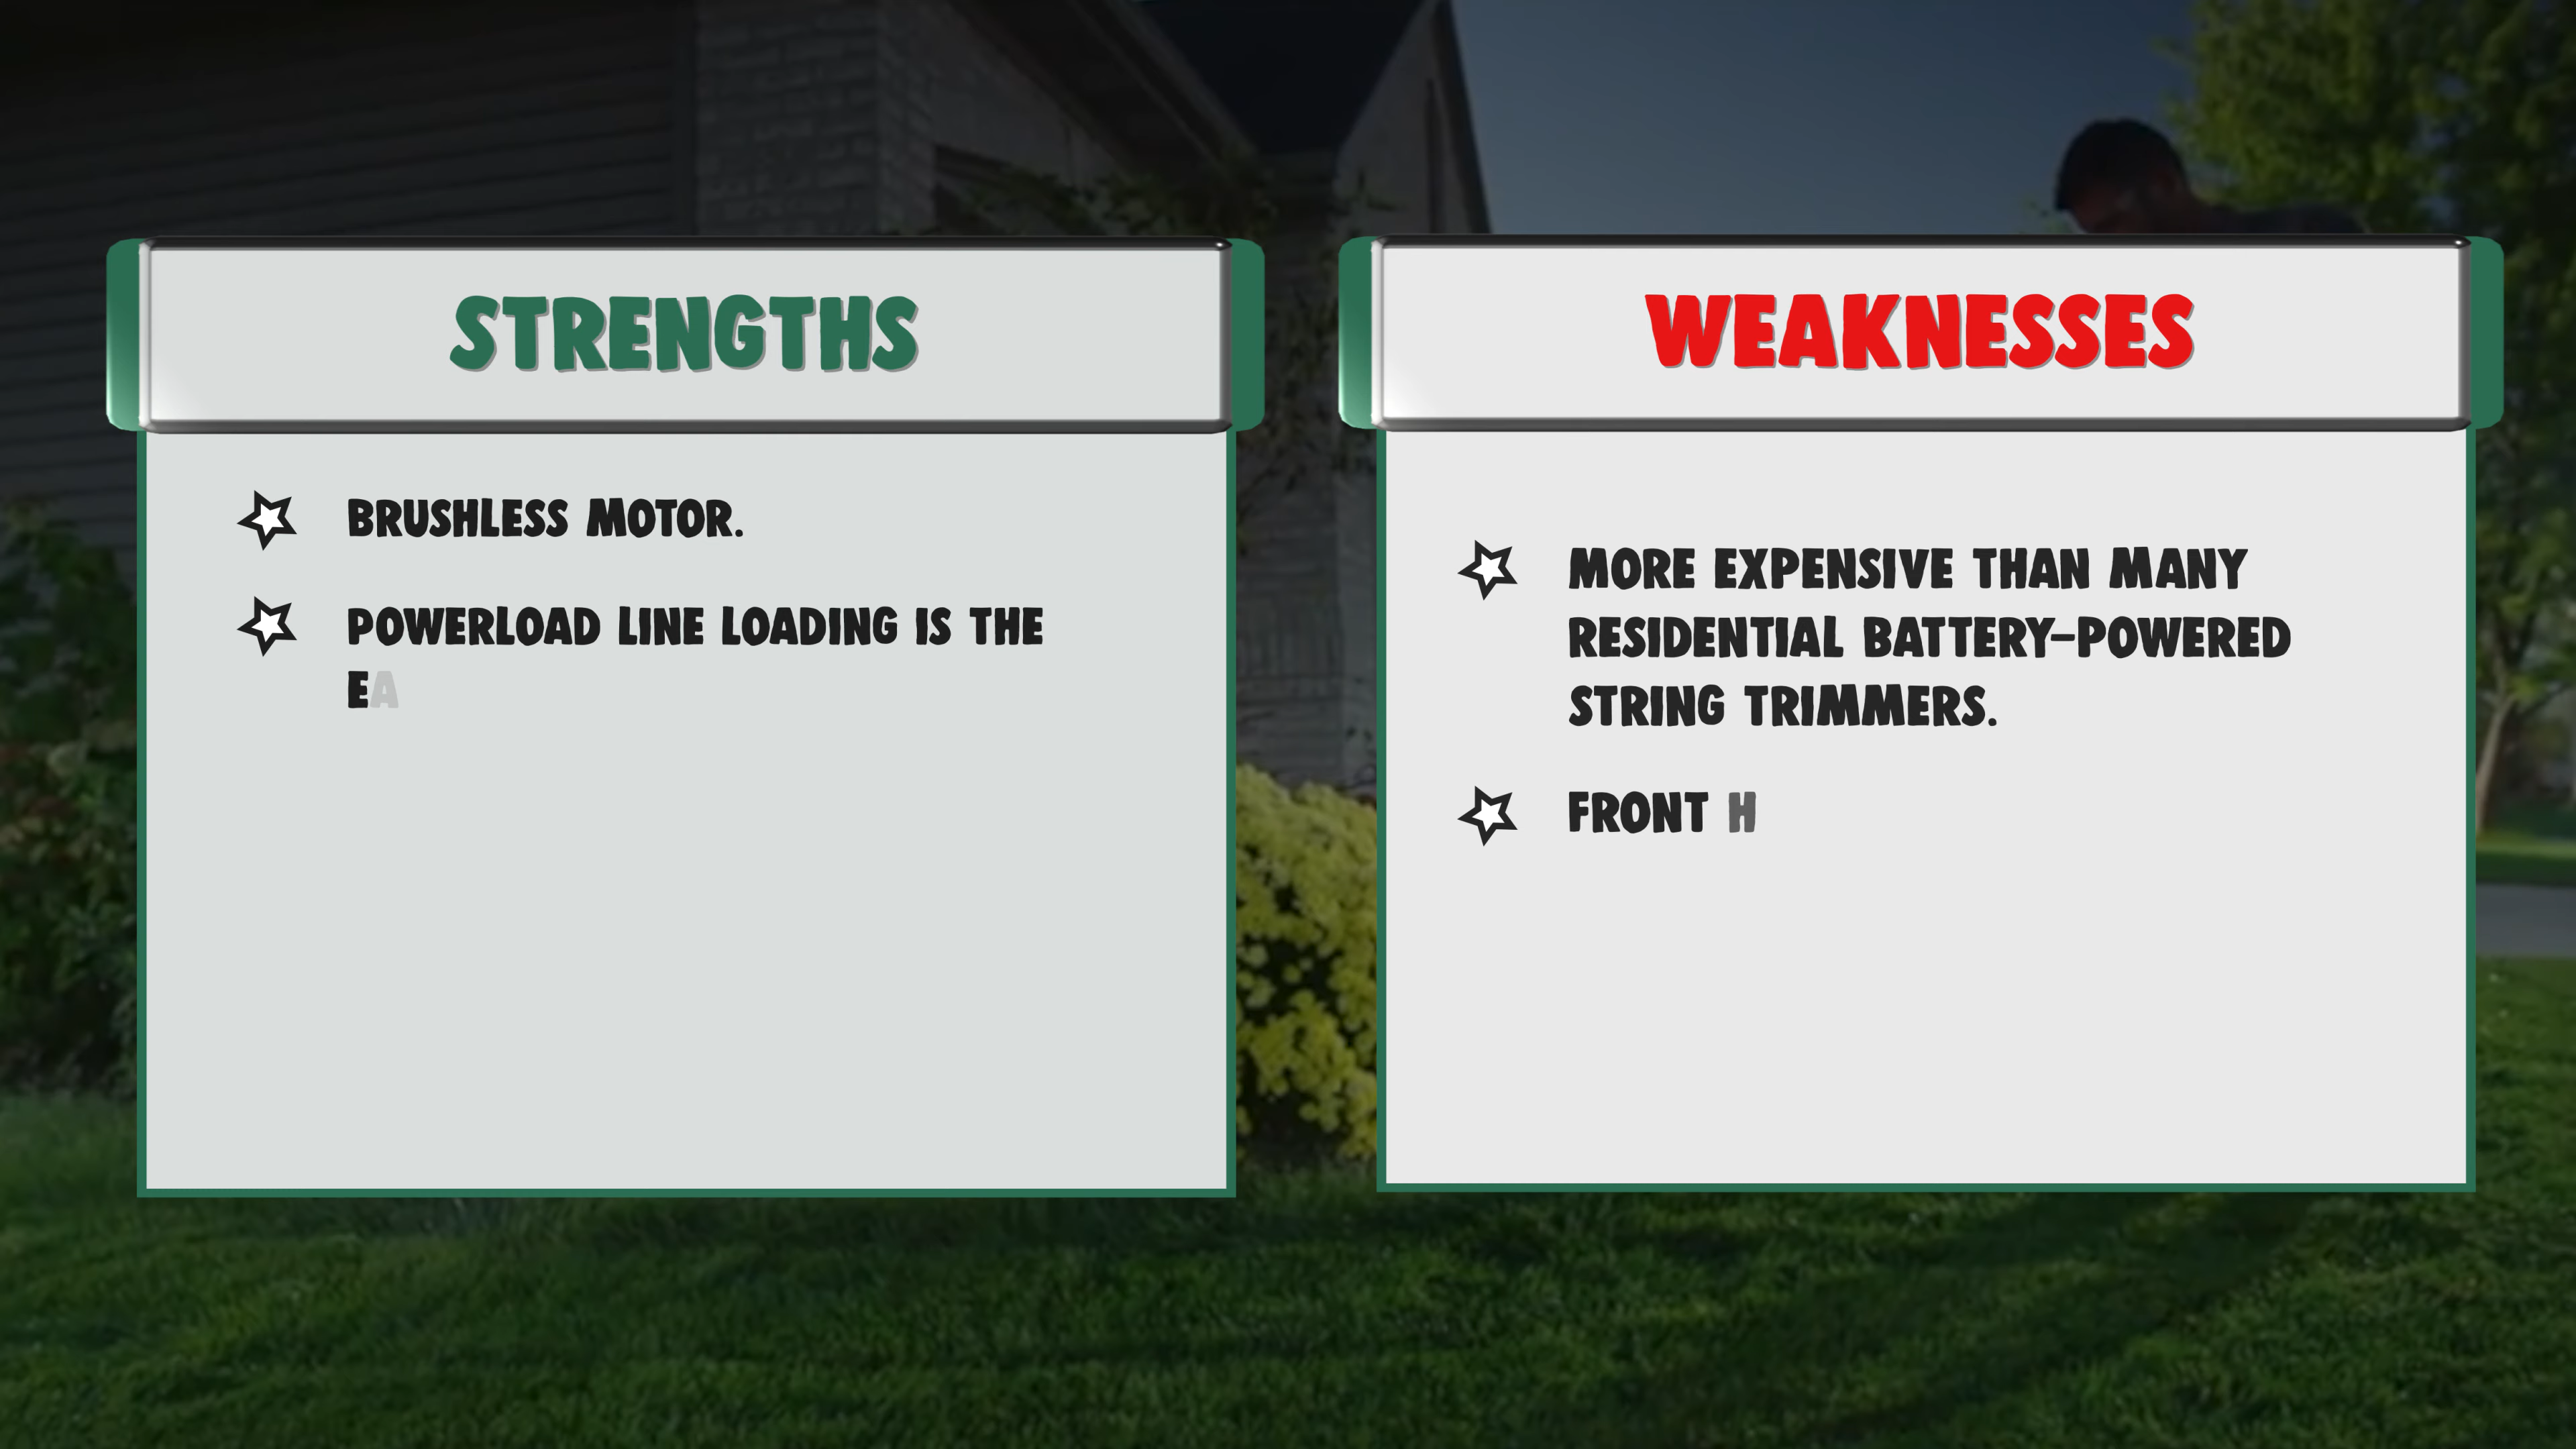 STRENGTHS
BRUSHLESS MOTOR.
POWERLOAD LINE LOADING IS THE
EA
WEAKNESSES
MORE EXPENSIVE THAN MANY
RESIDENTIAL BATTERY-POWERED
STRING TRIMMERS.
FRONT H